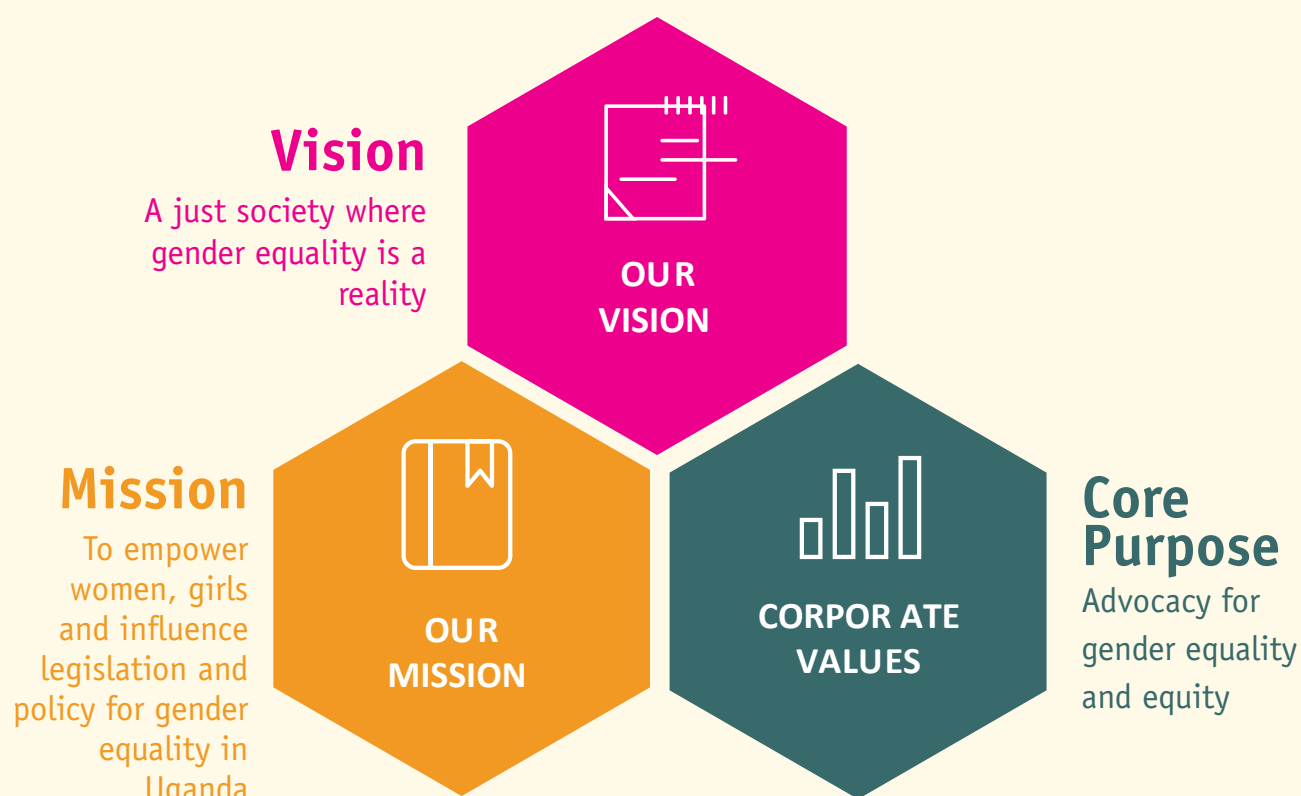 Vision
A just society where
gender equality is a
reality
OUR
VISION
Mission
To empower
women, girls
and influence
legislation and
policy for gender
equality in
Uganda
OUR
MISSION
CORPOR ATE
VALUES
Core
Purpose
Advocacy for
gender equality
and equity